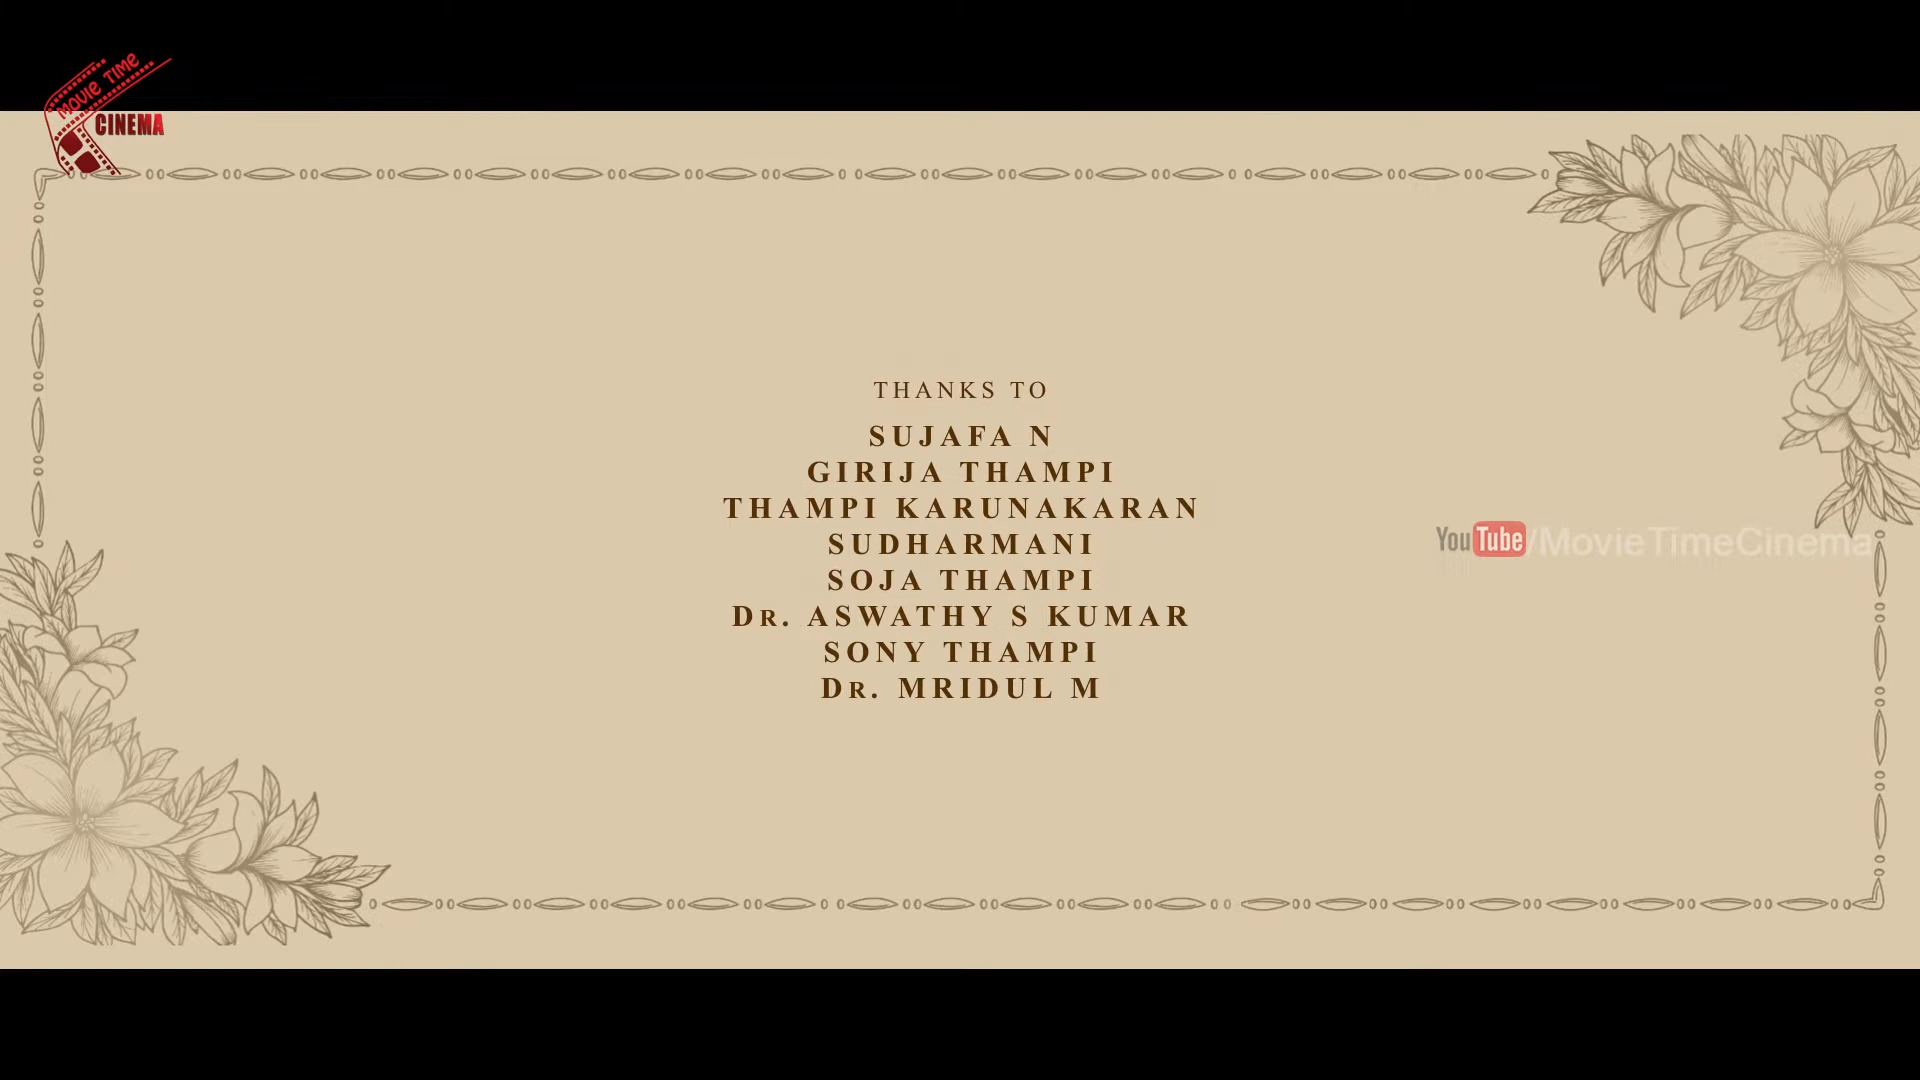 MOVIE TIME
CINEMA
THANKS TO
SUJAFA N
GIRIJA THAMPI
THAMPI KARUNAKARAN
SUDHARMANI
SOJA THAMPI
DR. ASWATHY S KUMAR
SONY THAMPI
DR. MRIDUL M
YouTube/MovieTimeCinema